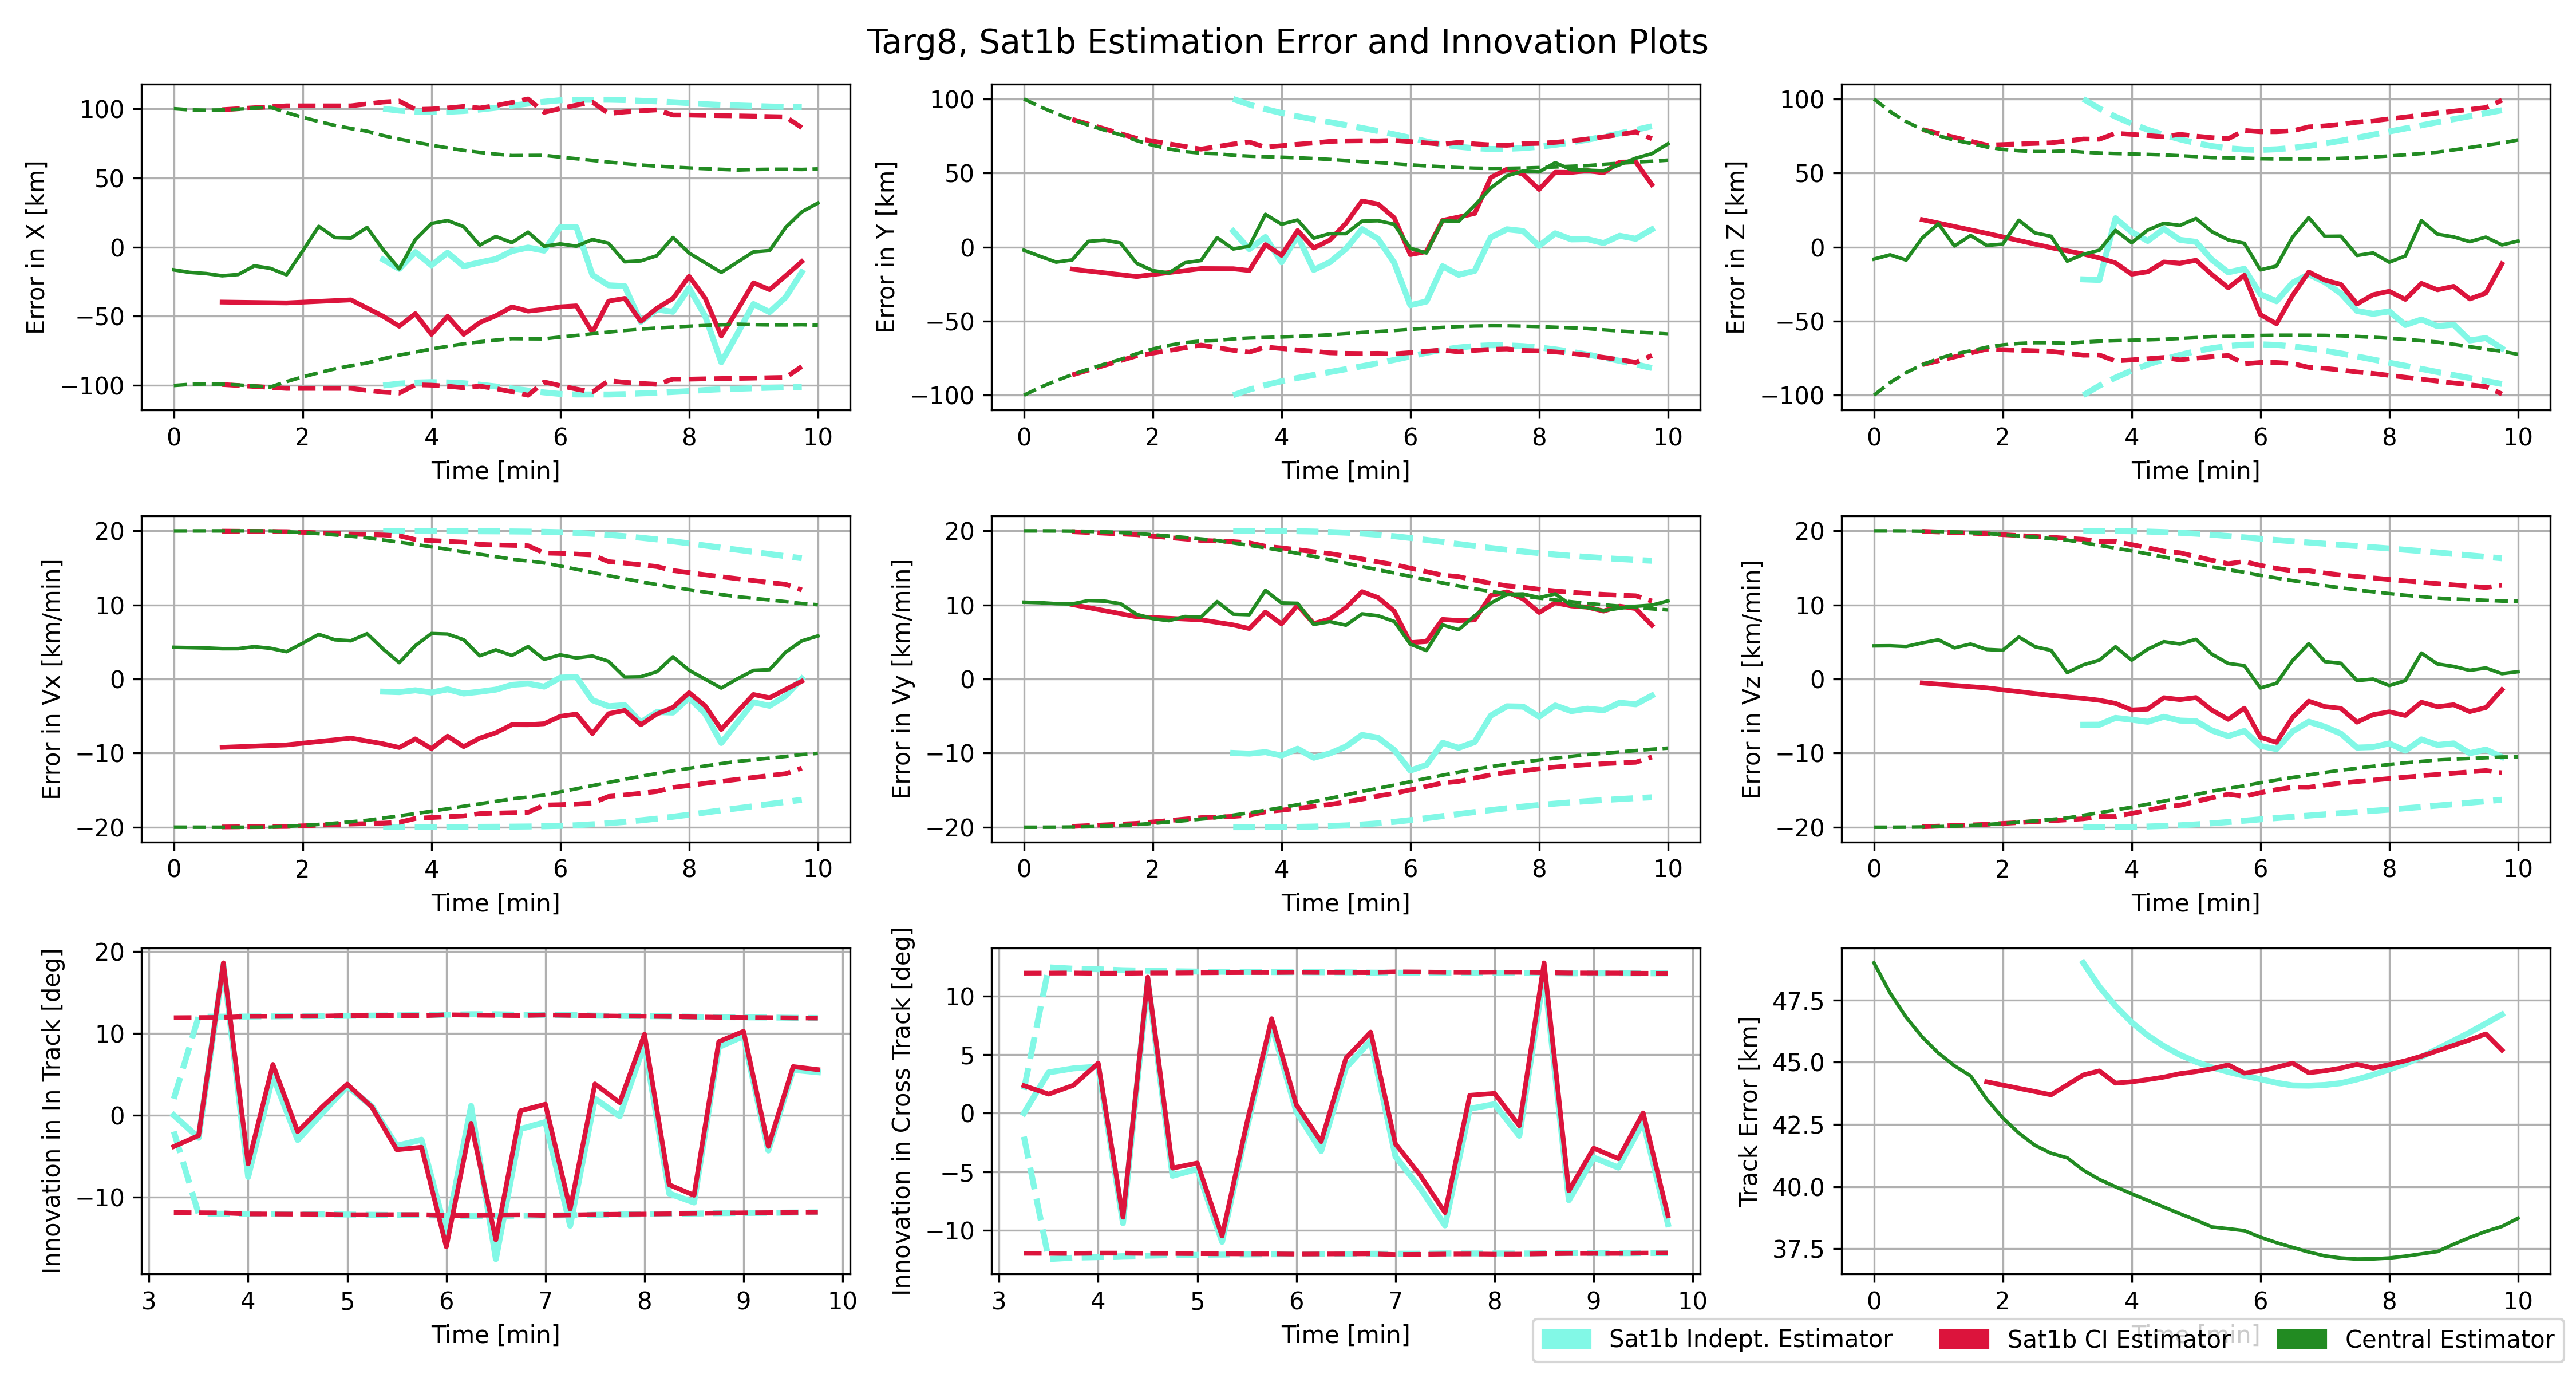 Targ8, Sat1b Estimation Error and Innovation Plots
Error in X [km]
100
50
0
−50
−100
0 2 4 6 8 10
Time [min]
Error in Y [km]
100
50
0
−50
−100
0 2 4 6 8 10
Time [min]
Error in Z [km]
100
50
0
−50
−100
0 2 4 6 8 10
Time [min]
Error in Vx [km/min]
20
10
0
−10
−20
0 2 4 6 8 10
Time [min]
Error in Vy [km/min]
20
10
0
−10
−20
0 2 4 6 8 10
Time [min]
Error in Vz [km/min]
20
10
0
−10
−20
0 2 4 6 8 10
Time [min]
Innovation in In Track [deg]
20
10
0
−10
3 4 5 6 7 8 9 10
Time [min]
Innovation in Cross Track [deg]
10
5
0
−5
−10
3 4 5 6 7 8 9 10
Time [min]
Track Error [km]
47.5
45.0
42.5
40.0
37.5
0 2 4 6 8 10
Time [min]
Sat1b Indept. Estimator
Sat1b CI Estimator
Central Estimator